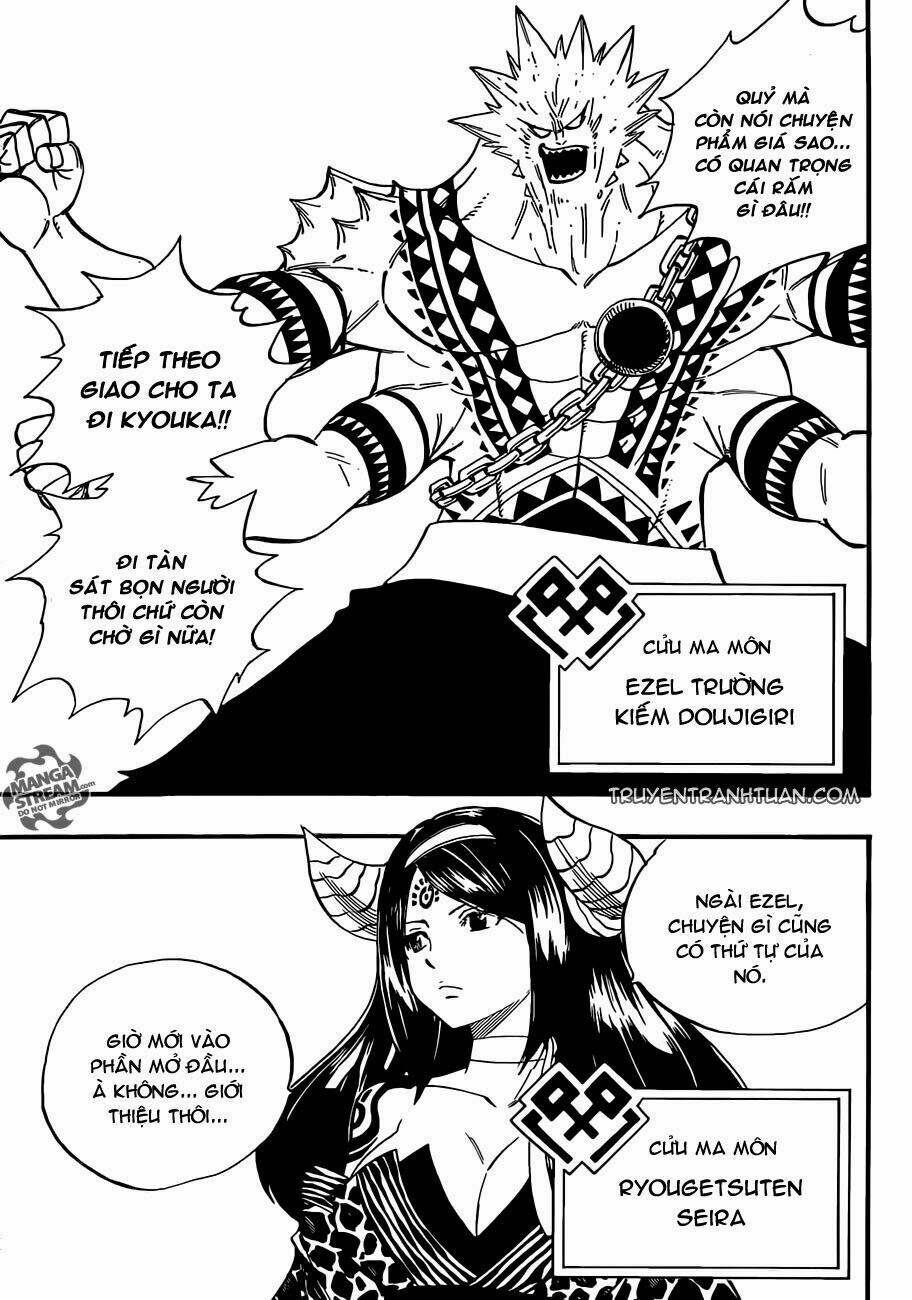 QUỶ MÀ
CÒN NÓI CHUYỆN
PHẨM GIÁ SAO...
CÓ QUAN TRỌNG
CÁI RẮM
GÌ ĐÂU!!
TIẾP THEO
GIAO CHO TA
ĐI KYOUKA!!
ĐI TÀN
SÁT BỌN NGƯỜI
THÔI CHỨ CÒN
CHỜ GÌ NỮA!
CỬU MA MÔN
EZEL TRƯỜNG
KIẾM DOUJIGIRI
MANGA
STREAM.com
DO NOT MIRROR
TRUYENTRANHTUAN.COM
NGÀI EZEL,
CHUYỆN GÌ CŨNG
CÓ THỨ TỰ CỦA
NÓ.
GIỜ MỚI VÀO
PHẦN MỞ ĐẦU...
À KHÔNG... GIỚI
THIỆU THÔI...
CỬU MA MÔN
RYOUGETSUTEN
SEIRA